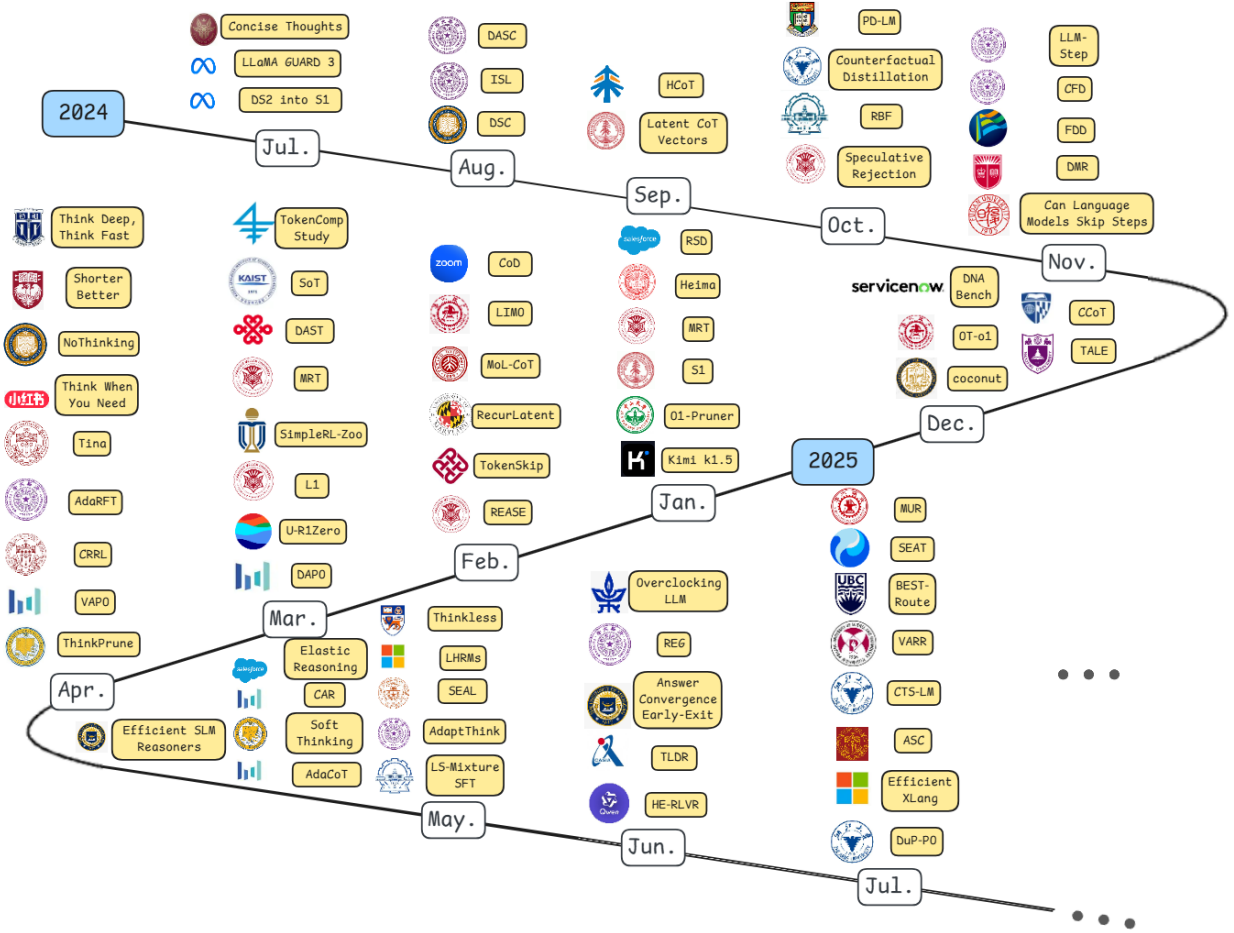 2024
Concise Thoughts
LLaMA GUARD 3
DS2 into S1
Jul.
DASC
ISL
DSC
Aug.
HCoT
Latent CoT
Vectors
Sep.
PD-LM
Counterfactual
Distillation
RBF
Speculative
Rejection
Oct.
LLM-
Step
CFD
FDD
DMR
Can Language
Models Skip Steps
Nov.
servicenow
DNA
Bench
OT-o1
coconut
CCoT
TALE
Dec.
2025
salesforce
RSD
Heima
MRT
S1
O1-Pruner
Kimi k1.5
Jan.
zoom
CoD
LIMO
MoL-CoT
RecurLatent
TokenSkip
REASE
Feb.
TokenComp
Study
KAIST
SoT
DAST
MRT
SimpleRL-Zoo
L1
U-R1Zero
DAPO
Mar.
Think Deep,
Think Fast
Shorter
Better
NoThinking
小红书
Think When
You Need
Tina
AdaRFT
CRRL
VAPO
ThinkPrune
Apr.
Efficient SLM
Reasoners
salesforce
Elastic
Reasoning
CAR
Soft
Thinking
AdaCoT
Thinkless
LHRMs
SEAL
AdaptThink
LS-Mixture
SFT
May.
Overclocking
LLM
REG
Answer
Convergence
Early-Exit
TLDR
Qwen
HE-RLVR
Jun.
MUR
SEAT
UBC
BEST-
Route
VARR
CTS-LM
ASC
Efficient
XLang
DuP-PO
Jul.